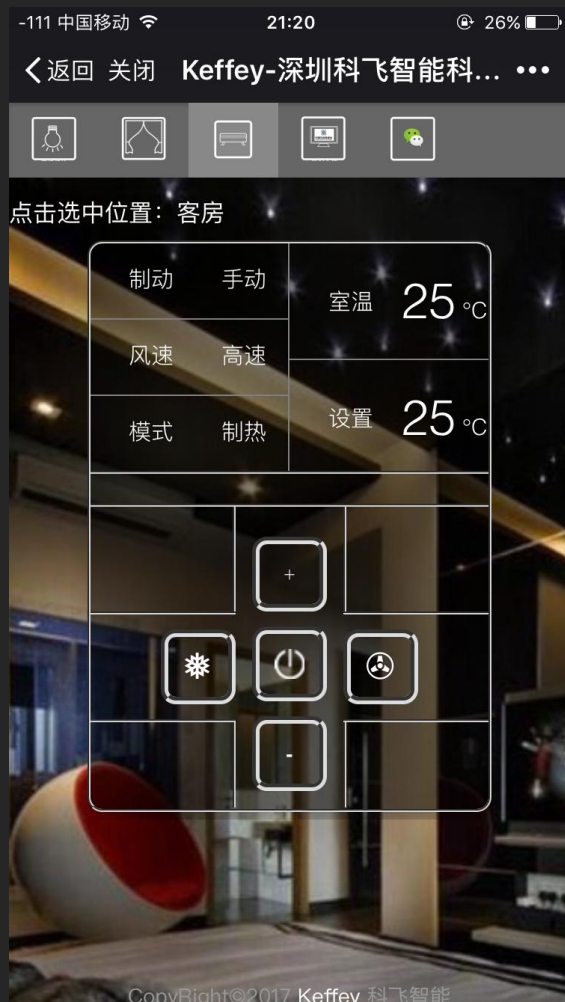 -111 中国移动 21:20 26%
返回 关闭 Keffey-深圳科飞智能科... •••
点击选中位置：客房
制动 手动
室温 25 °C
风速 高速
设置 25 °C
模式 制热
+
-
CopyRight©2017 Keffey 科飞智能